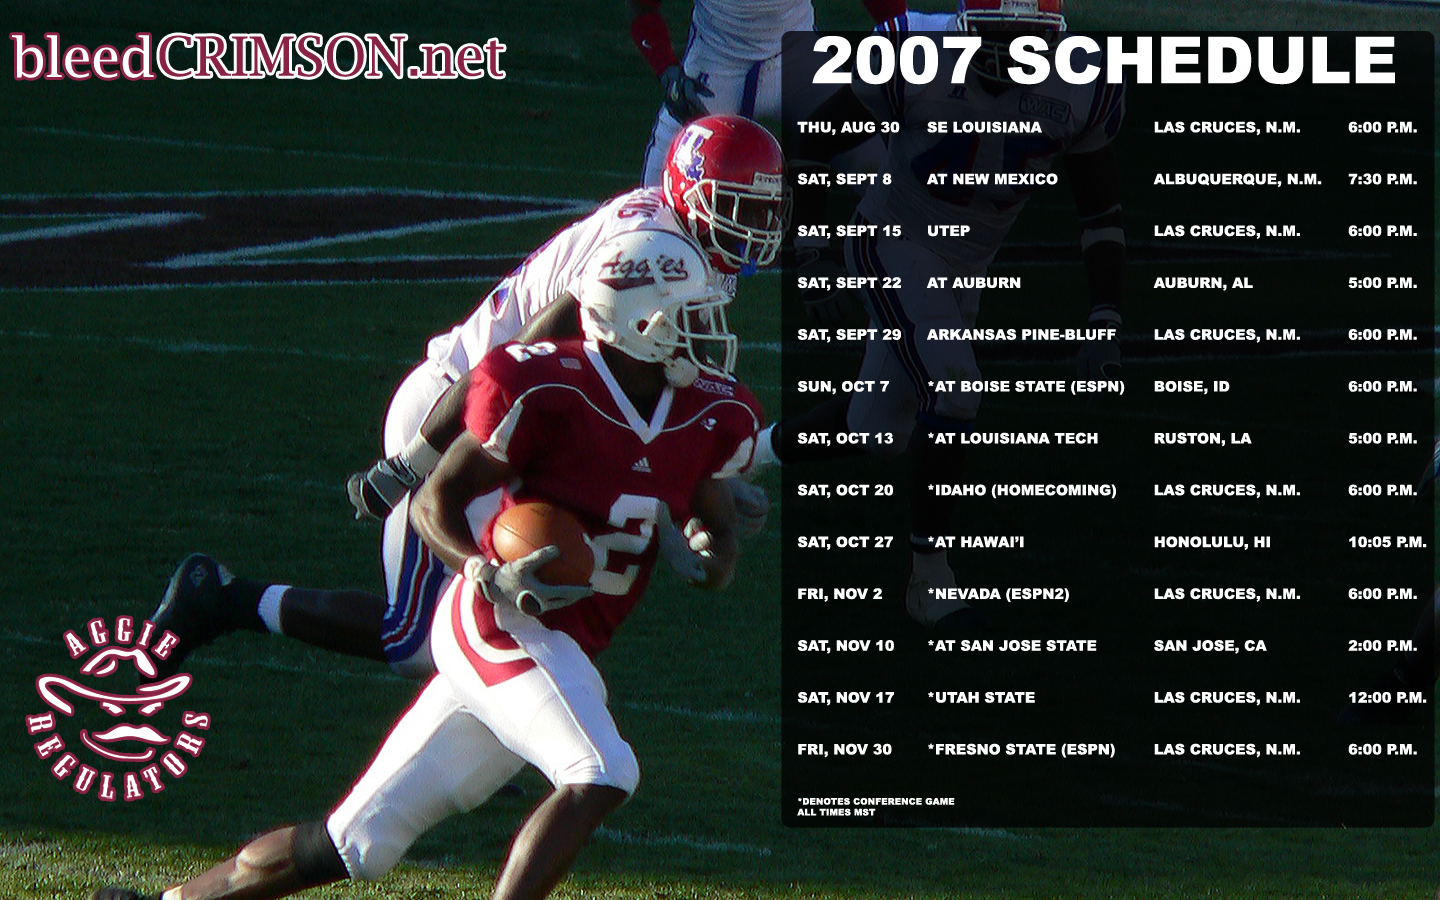 bleedCRIMSON.net
2007 SCHEDULE
THU, AUG 30 SE LOUISIANA LAS CRUCES, N.M. 6:00 P.M.
SAT, SEPT 8 AT NEW MEXICO ALBUQUERQUE, N.M. 7:30 P.M.
SAT, SEPT 15 UTEP LAS CRUCES, N.M. 6:00 P.M.
SAT, SEPT 22 AT AUBURN AUBURN, AL 5:00 P.M.
SAT, SEPT 29 ARKANSAS PINE-BLUFF LAS CRUCES, N.M. 6:00 P.M.
SUN, OCT 7 *AT BOISE STATE (ESPN) BOISE, ID 6:00 P.M.
SAT, OCT 13 *AT LOUISIANA TECH RUSTON, LA 5:00 P.M.
SAT, OCT 20 *IDAHO (HOMECOMING) LAS CRUCES, N.M. 6:00 P.M.
SAT, OCT 27 *AT HAWAI'I HONOLULU, HI 10:05 P.M.
FRI, NOV 2 *NEVADA (ESPN2) LAS CRUCES, N.M. 6:00 P.M.
SAT, NOV 10 *AT SAN JOSE STATE SAN JOSE, CA 2:00 P.M.
SAT, NOV 17 *UTAH STATE LAS CRUCES, N.M. 12:00 P.M.
FRI, NOV 30 *FRESNO STATE (ESPN) LAS CRUCES, N.M. 6:00 P.M.
*DENOTES CONFERENCE GAME
ALL TIMES MST
Aggies
2
2
WAC
AGGIE
REGULATORS